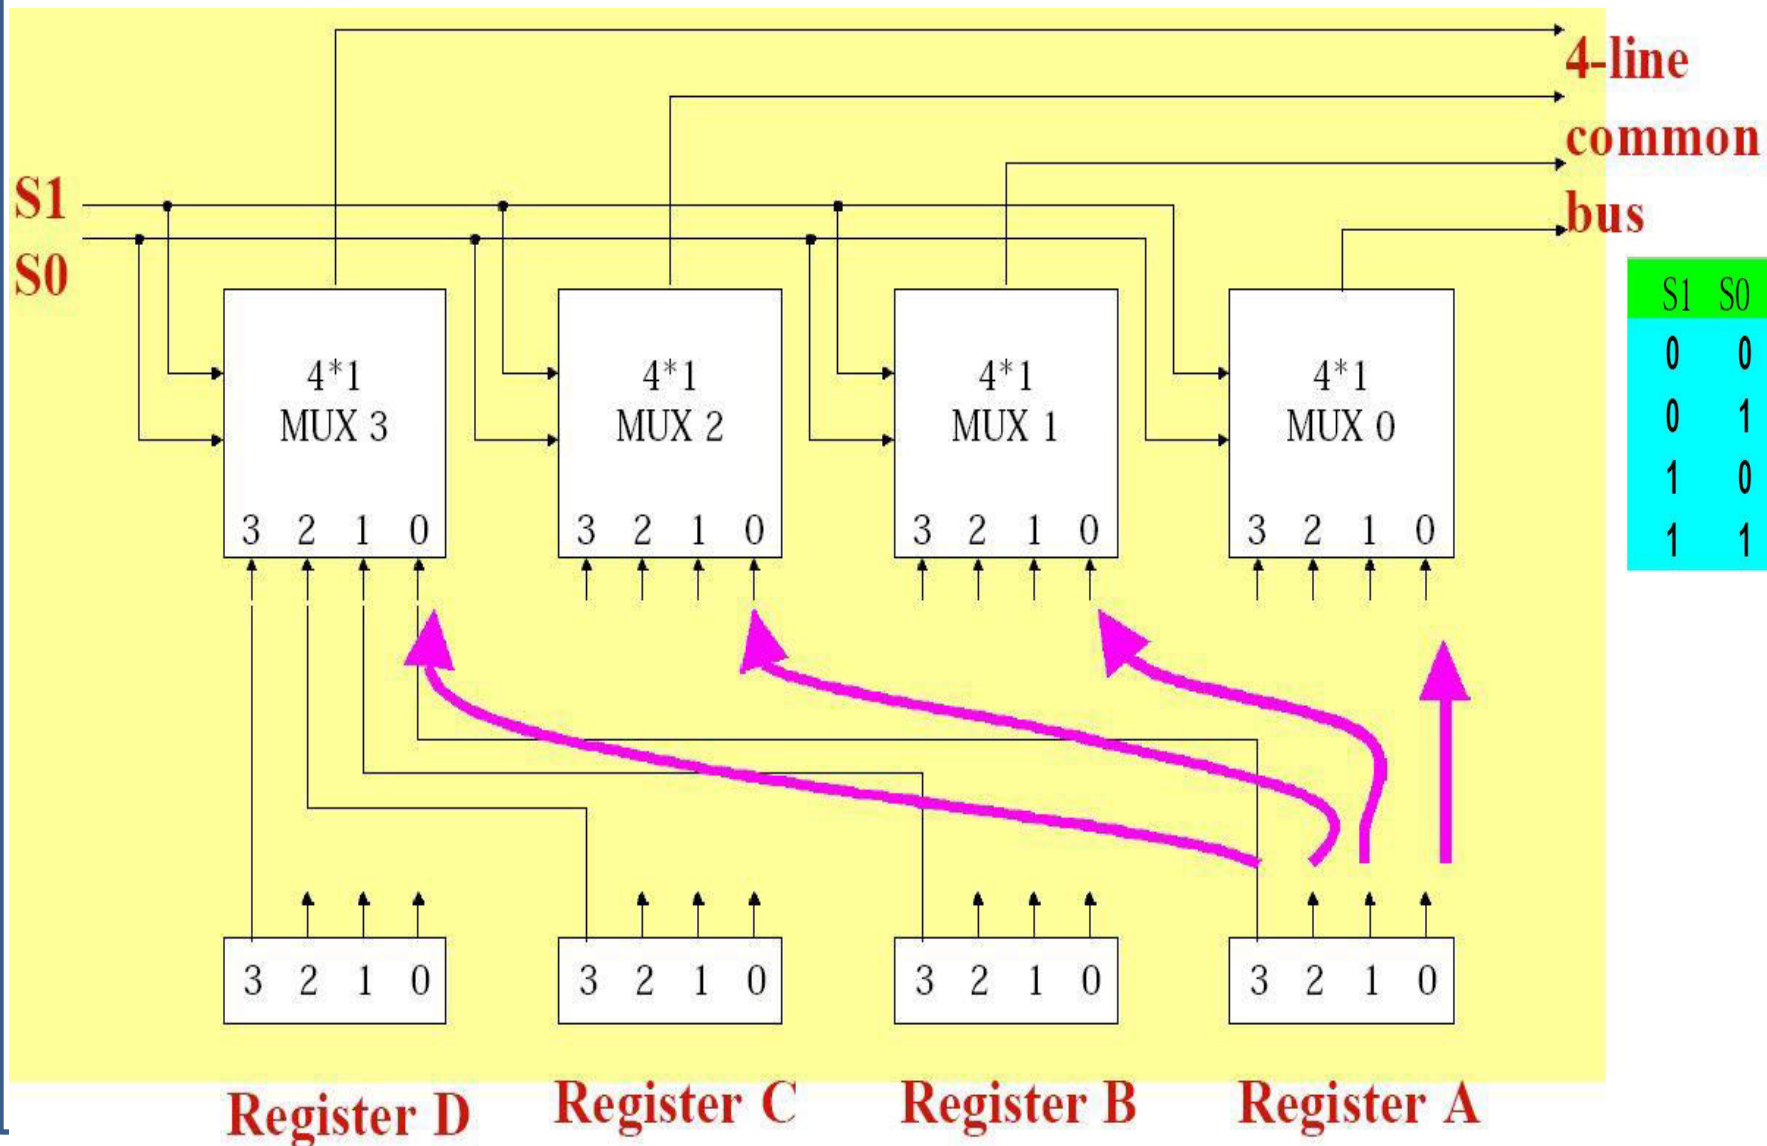 4-line
common
bus
S1
S0
S1 S0
0 0
0 1
1 0
1 1
4*1
MUX 3
3 2 1 0
4*1
MUX 2
3 2 1 0
4*1
MUX 1
3 2 1 0
4*1
MUX 0
3 2 1 0
3 2 1 0
3 2 1 0
3 2 1 0
3 2 1 0
Register D
Register C
Register B
Register A